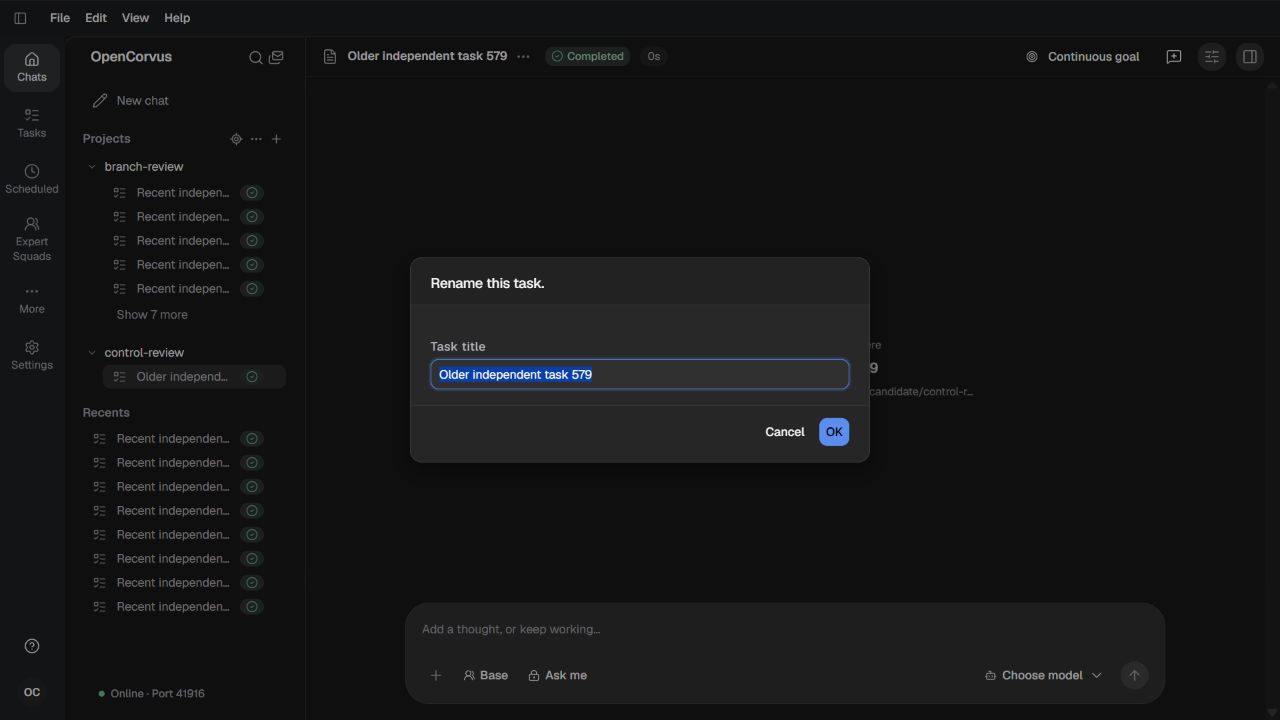 File Edit View Help
OpenCorvus
Older independent task 579 ... Completed 0s
Continuous goal
Chats
Tasks
Scheduled
Expert
Squads
More
Settings
OC
New chat
Projects
branch-review
Recent indepen...
Recent indepen...
Recent indepen...
Recent indepen...
Recent indepen...
Show 7 more
control-review
Older independ...
Recents
Recent independen...
Recent independen...
Recent independen...
Recent independen...
Recent independen...
Recent independen...
Recent independen...
Recent independen...
Online · Port 41916
Rename this task.
Task title
Older independent task 579
Cancel OK
ere
9
candidate/control-r...
Add a thought, or keep working...
Base Ask me Choose model